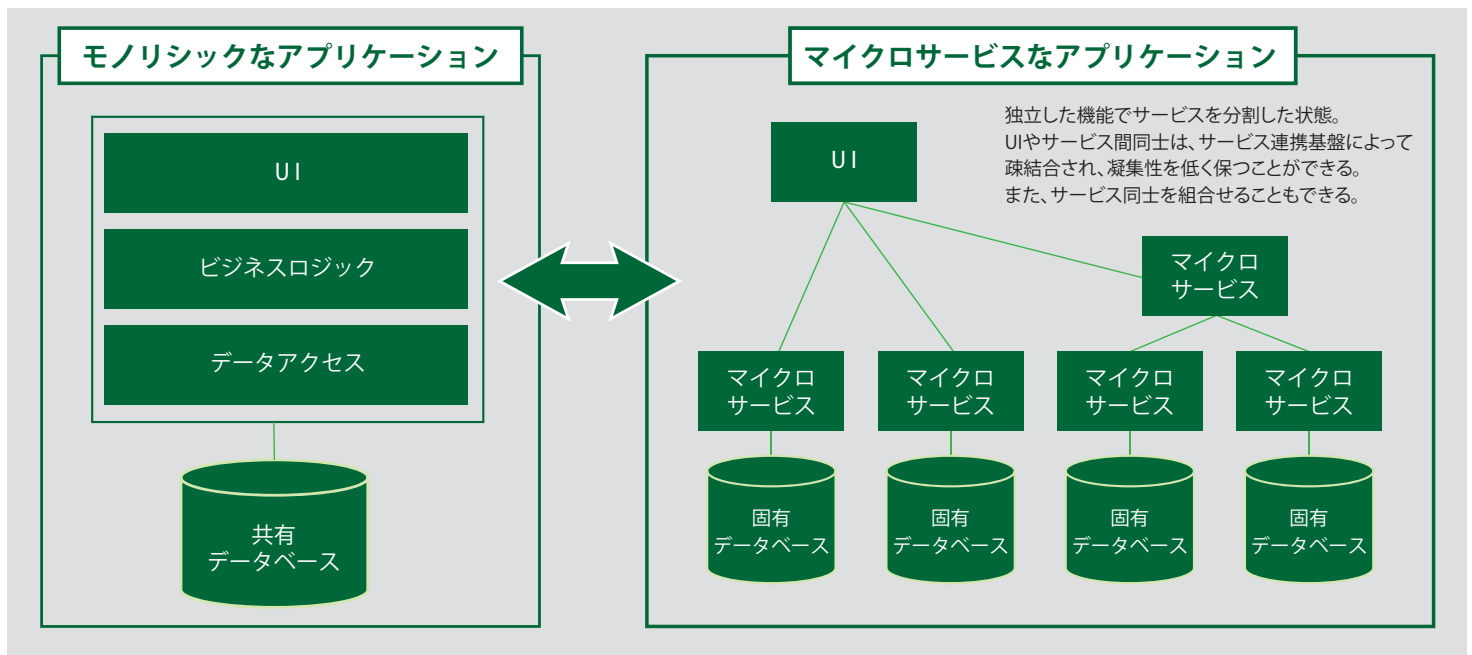 モノリシックなアプリケーション
UI
ビジネスロジック
データアクセス
共有
データベース
マイクロサービスなアプリケーション
独立した機能でサービスを分割した状態。
UIやサービス間同士は、サービス連携基盤によって
疎結合され、凝集性を低く保つことができる。
また、サービス同士を組合せることもできる。
UI
マイクロ
サービス
マイクロ
サービス
マイクロ
サービス
マイクロ
サービス
マイクロ
サービス
固有
データベース
固有
データベース
固有
データベース
固有
データベース